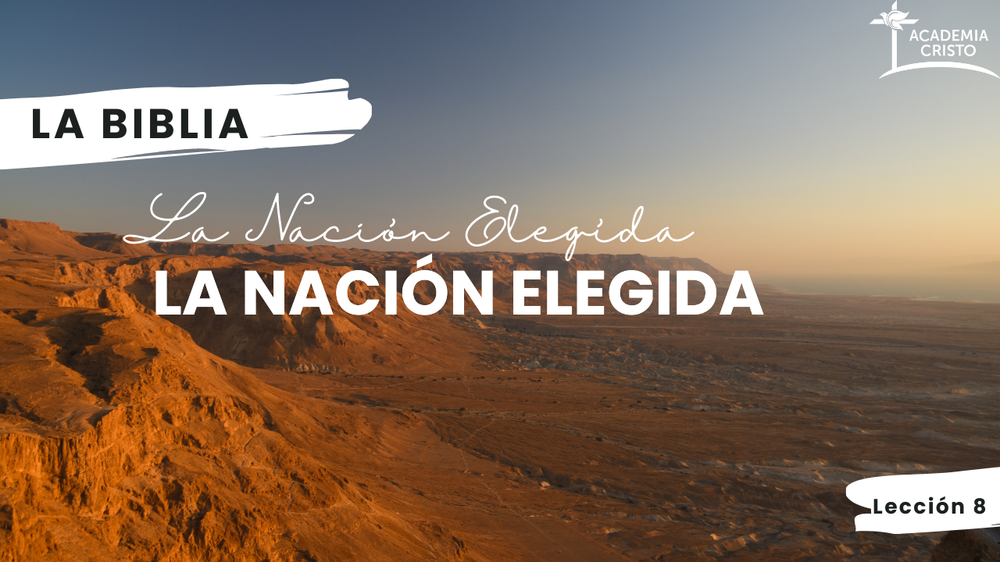 ACADEMIA
CRISTO
LA BIBLIA
La Nación Elegida
LA NACIÓN ELEGIDA
Lección 8